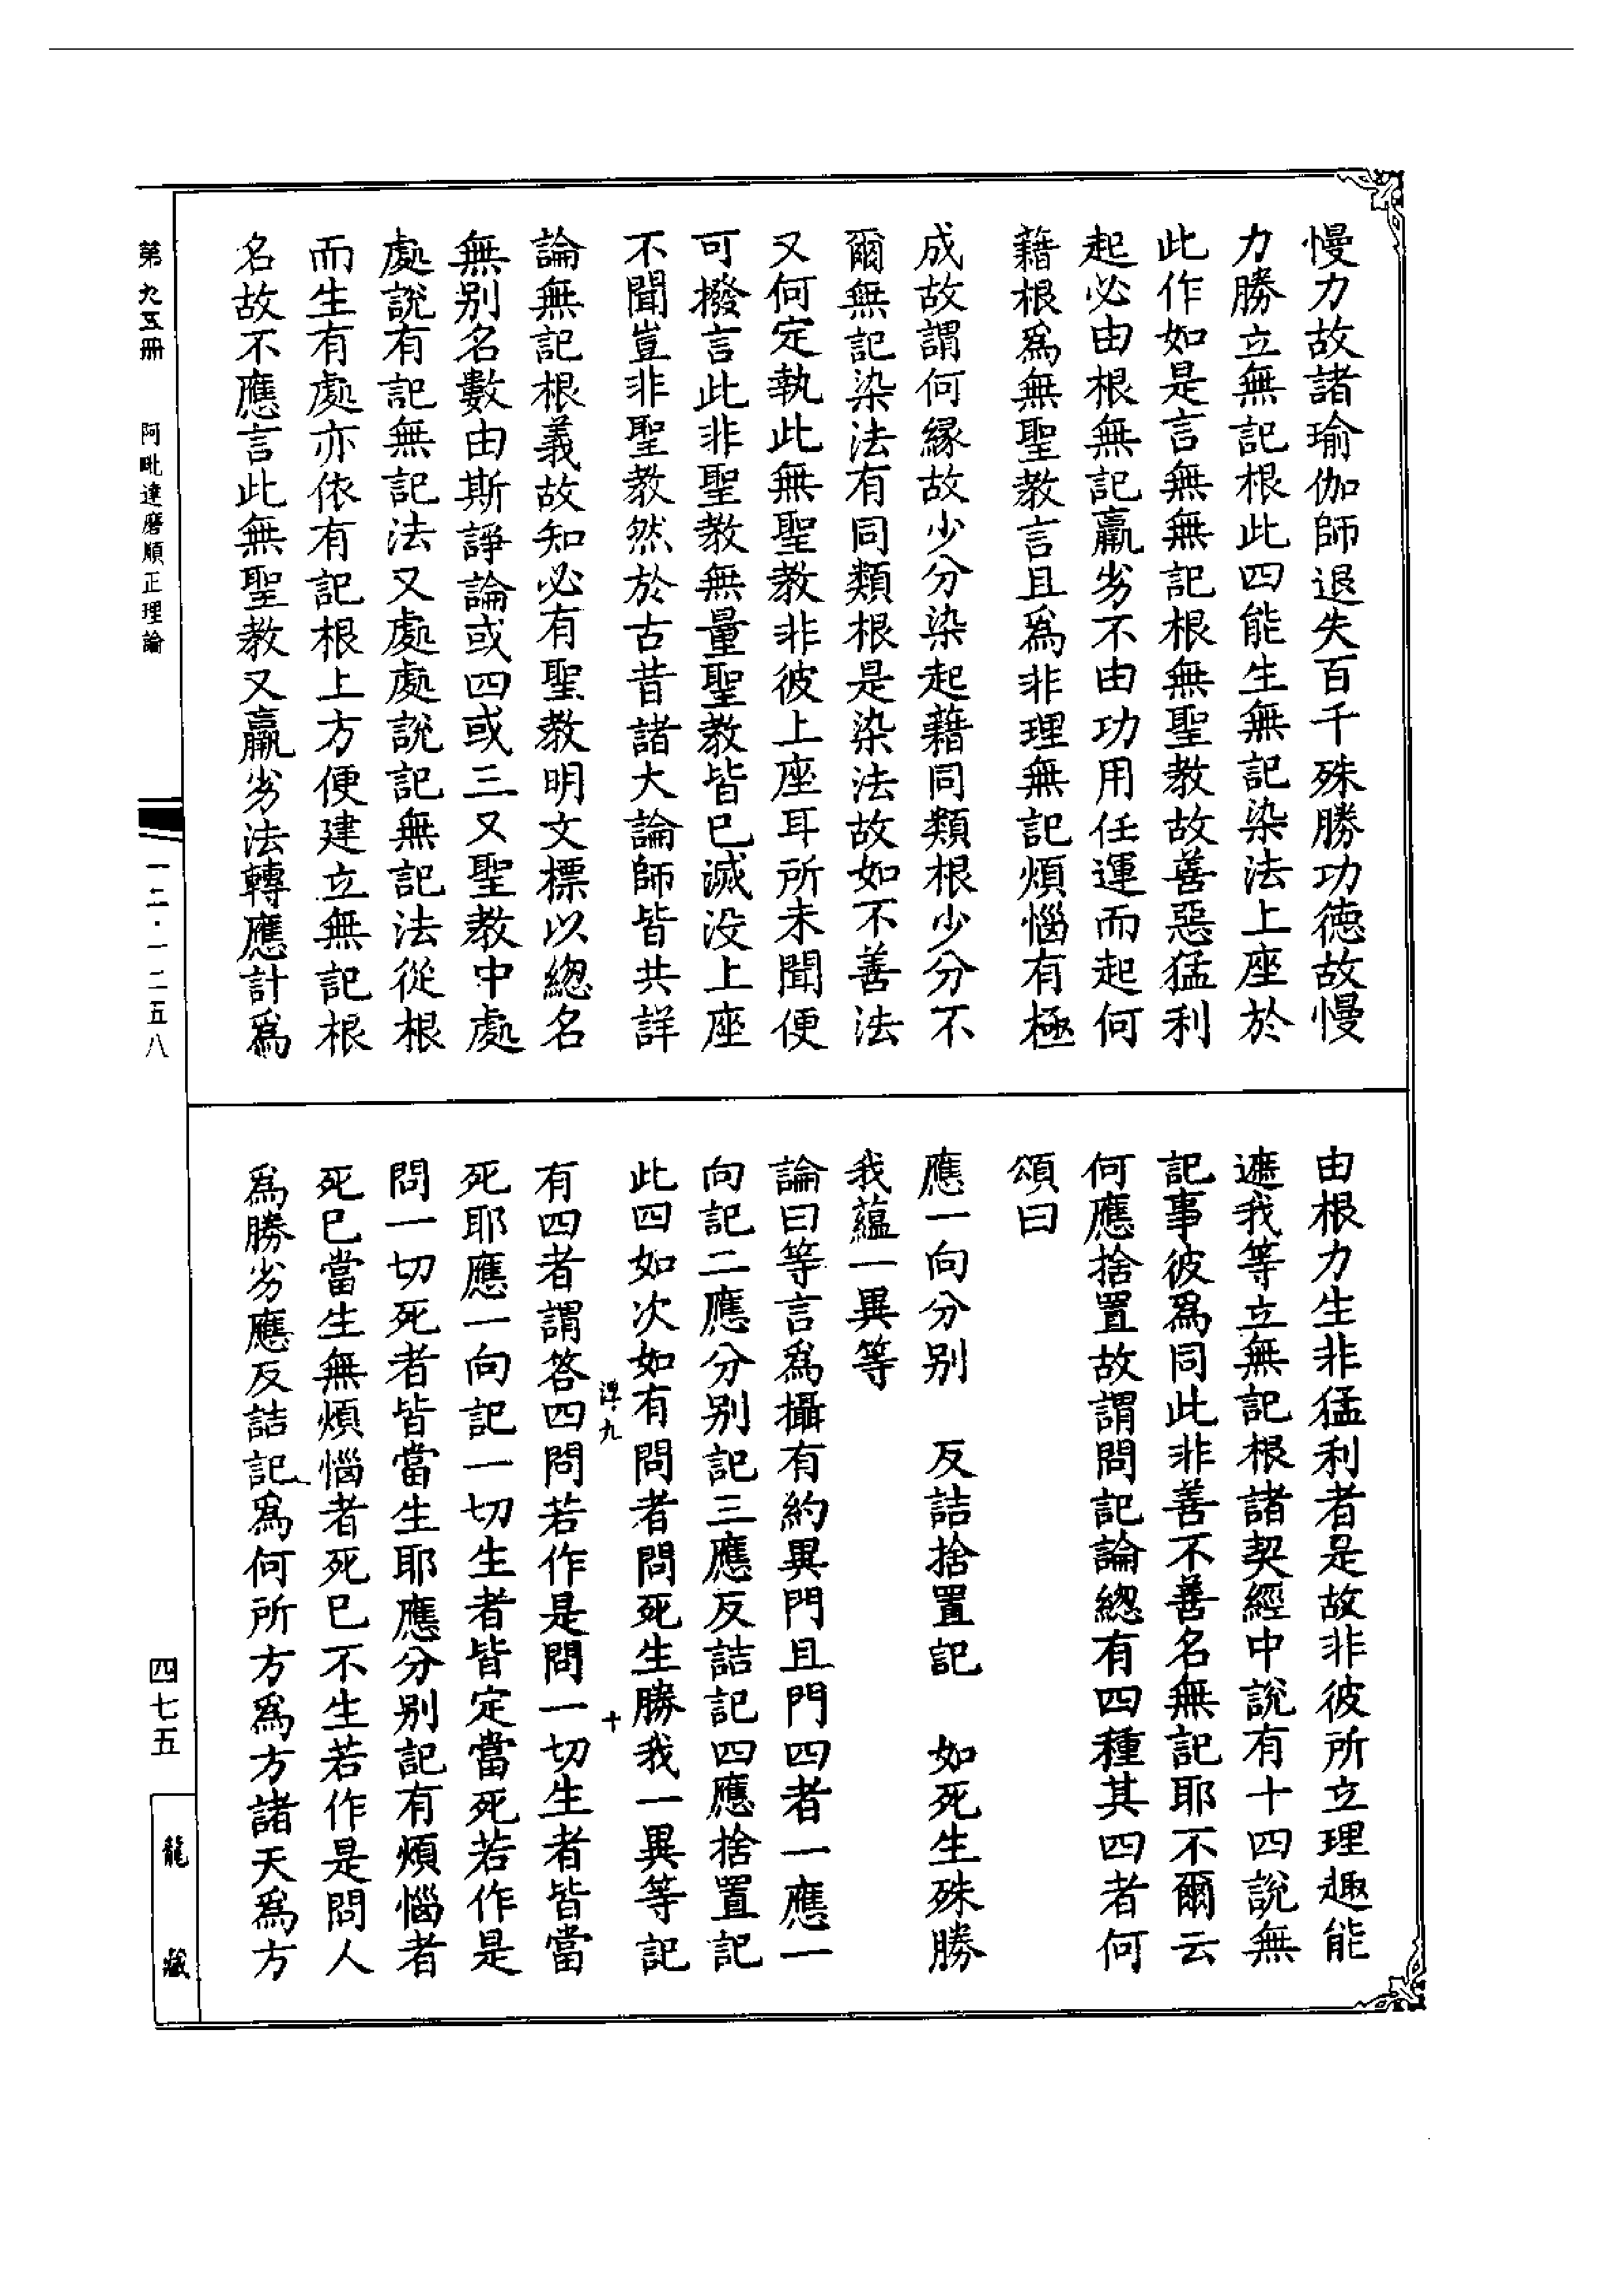 慢力故諸瑜伽師退失百千殊勝功德故慢
力勝立無記根此四能生無記染法上座於
此作如是言無無記根無聖教故善惡猛利
起必由根無記羸劣不由功用任運而起何
藉根爲無聖教言且爲非理無記煩惱有極
成故謂何緣故少分染起藉同類根少分不
爾無記染法有同類根是染法故如不善法
又何定執此無聖教非彼上座耳所未聞便
可撥言此非聖教無量聖教皆已滅没上座
不聞豈非聖教然於古昔諸大論師皆共詳
論無記根義故知必有聖教明文標以總名
無别名數由斯諍論或四或三又聖教中處
處說有記無記法又處處說記無記法從根
而生有處亦依有記根上方便建立無記根
名故不應言此無聖教又羸劣法轉應計爲
由根力生非猛利者是故非彼所立理趣能
遮我等立無記根諸契經中說有十四說無
記事彼爲同此非善不善名無記耶不爾云
何應捨置故謂問記論總有四種其四者何
頌曰
應一向分别　反詰捨置記　如死生殊勝
我蘊一異等
論曰等言爲攝有約異門且門四者一應一
向記二應分别記三應反詰記四應捨置記
此四如次如有問者問死生勝我一異等記
潭九　十
有四者謂答四問若作是問一切生者皆當
死耶應一向記一切生者皆定當死若作是
問一切死者皆當生耶應分别記有煩惱者
死已當生無煩惱者死已不生若作是問人
爲勝劣應反詰記爲何所方爲方諸天爲方
第九五冊　阿毗達磨順正理論
一二·一二五八
四七五
龍藏